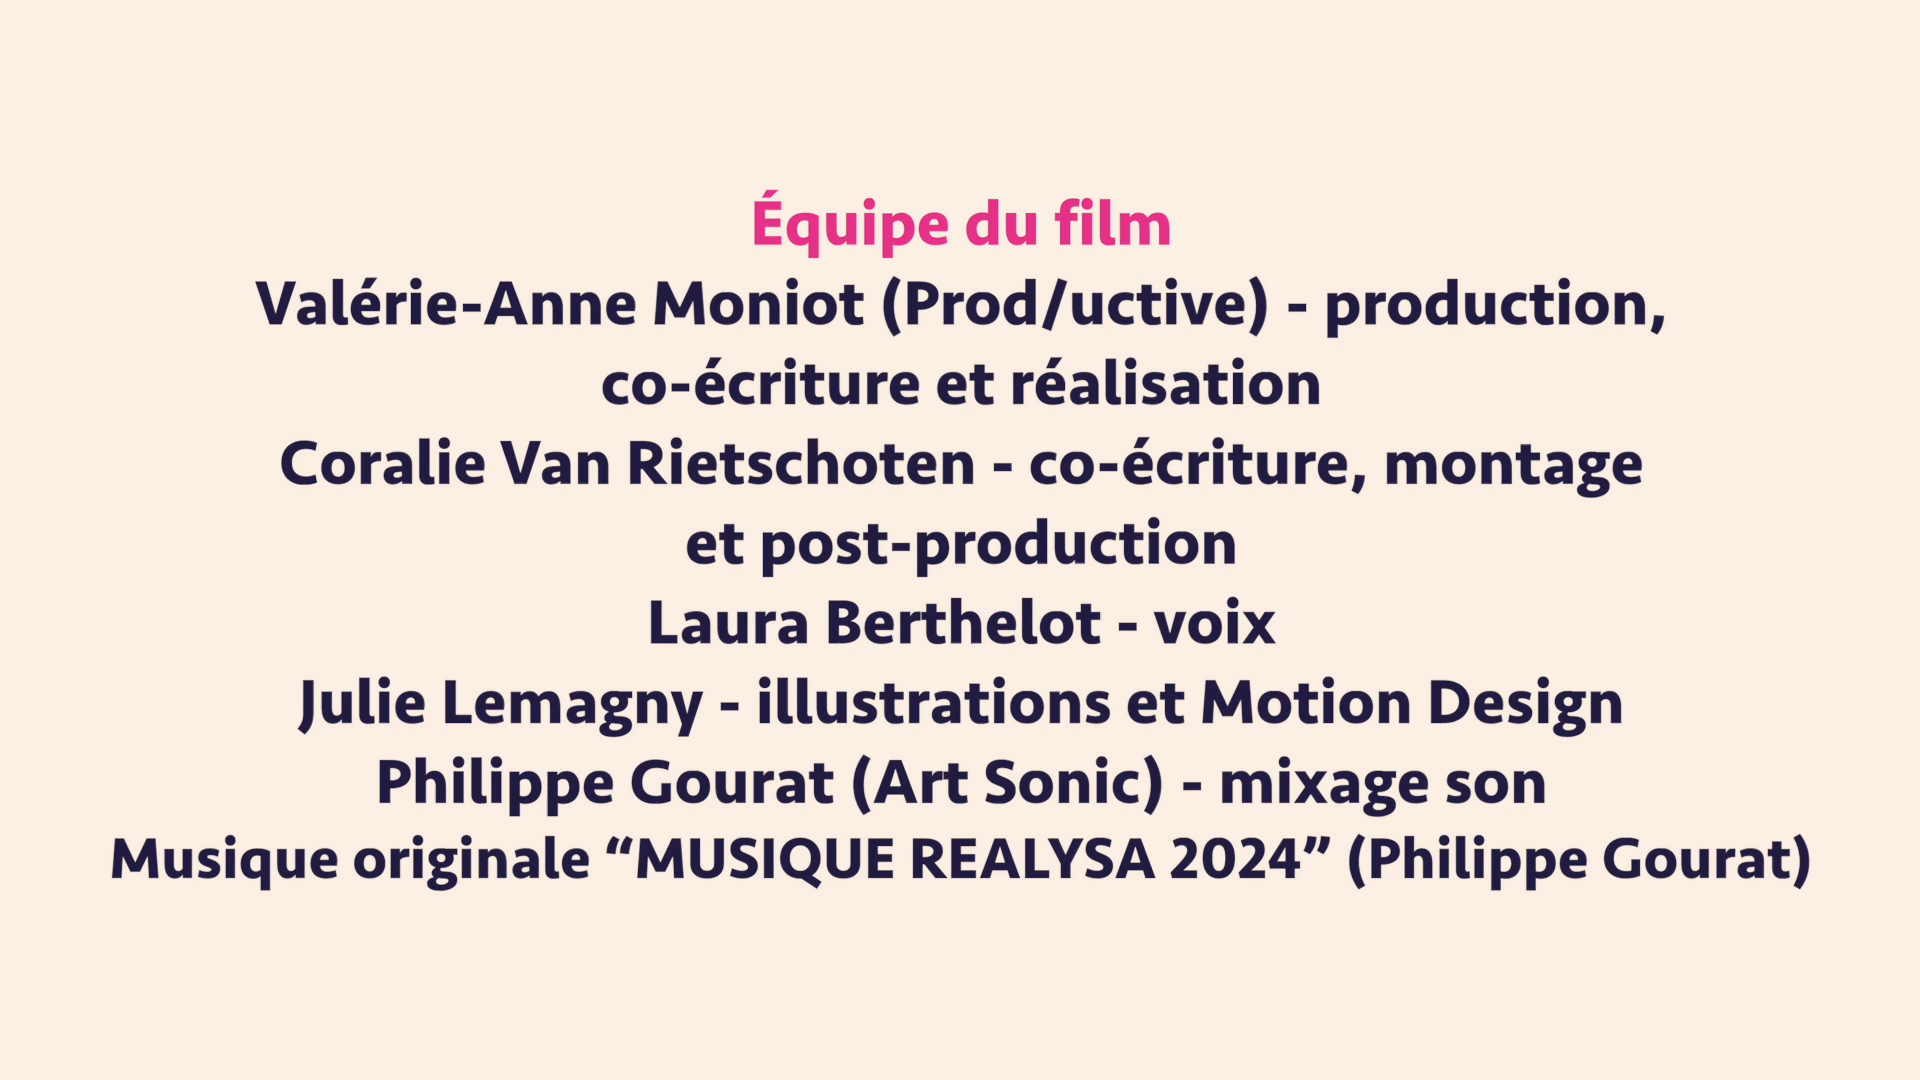 Équipe du film
Valérie-Anne Moniot (Prod/uctive) - production,
co-écriture et réalisation
Coralie Van Rietschoten - co-écriture, montage
et post-production
Laura Berthelot - voix
Julie Lemagny - illustrations et Motion Design
Philippe Gourat (Art Sonic) - mixage son
Musique originale “MUSIQUE REALYSA 2024” (Philippe Gourat)